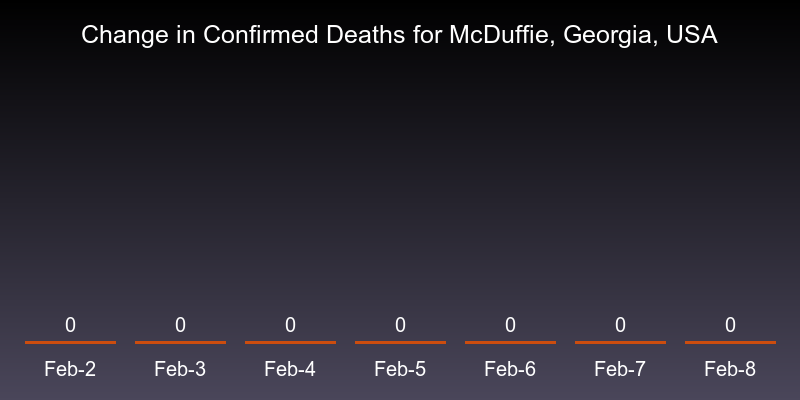 Change in Confirmed Deaths for McDuffie, Georgia, USA
0 0 0 0 0 0 0
Feb-2 Feb-3 Feb-4 Feb-5 Feb-6 Feb-7 Feb-8